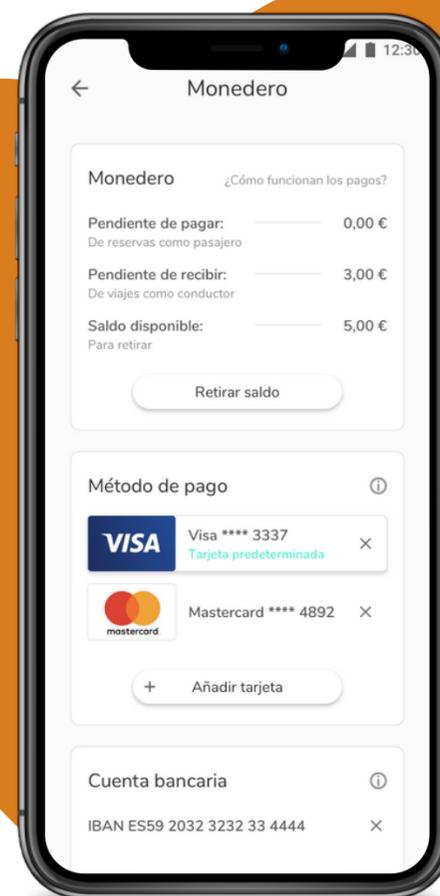 12:30
Monedero
Monedero
¿Cómo funcionan los pagos?
Pendiente de pagar: 0,00 €
De reservas como pasajero
Pendiente de recibir: 3,00 €
De viajes como conductor
Saldo disponible: 5,00 €
Para retirar
Retirar saldo
Método de pago
VISA
Visa **** 3337
Tarjeta predeterminada
mastercard.
Mastercard **** 4892
+ Añadir tarjeta
Cuenta bancaria
IBAN ES59 2032 3232 33 4444